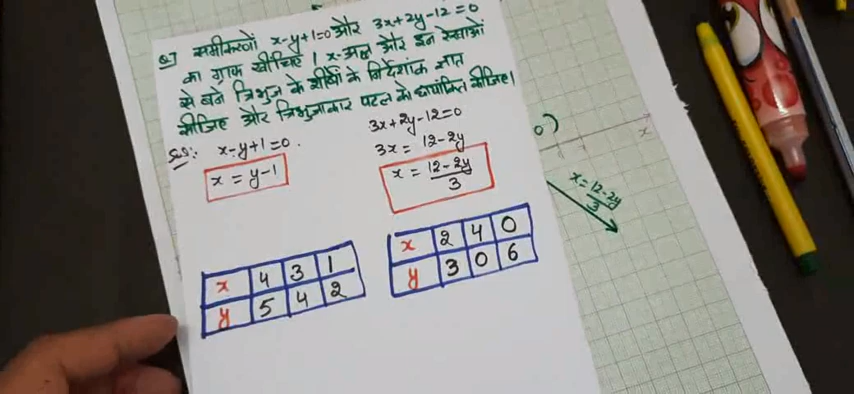 Q7 समीकरणों x-y+1=0 और 3x+2y-12=0
का ग्राफ खींचिए। x-अक्ष और इन रेखाओं
से बने त्रिभुज के शीर्षों के निर्देशांक ज्ञात
कीजिए और त्रिभुजाकार पटल को छायांकित कीजिए।
Sol: x-y+1=0.
x = y-1
3x+2y-12=0
3x = 12-2y
x = 12-2y/3
x 4 3 1
y 5 4 2
x 2 4 0
y 3 0 6
0)
x
x = 12-2y/3